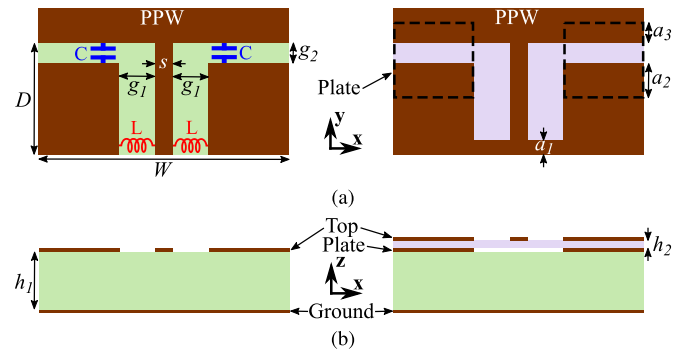 PPW
C
C
s
g2
g1
g1
D
L
L
W
PPW
a3
a2
Plate
y
x
a1
(a)
Top
Plate
h1
z
x
Ground
h2
(b)